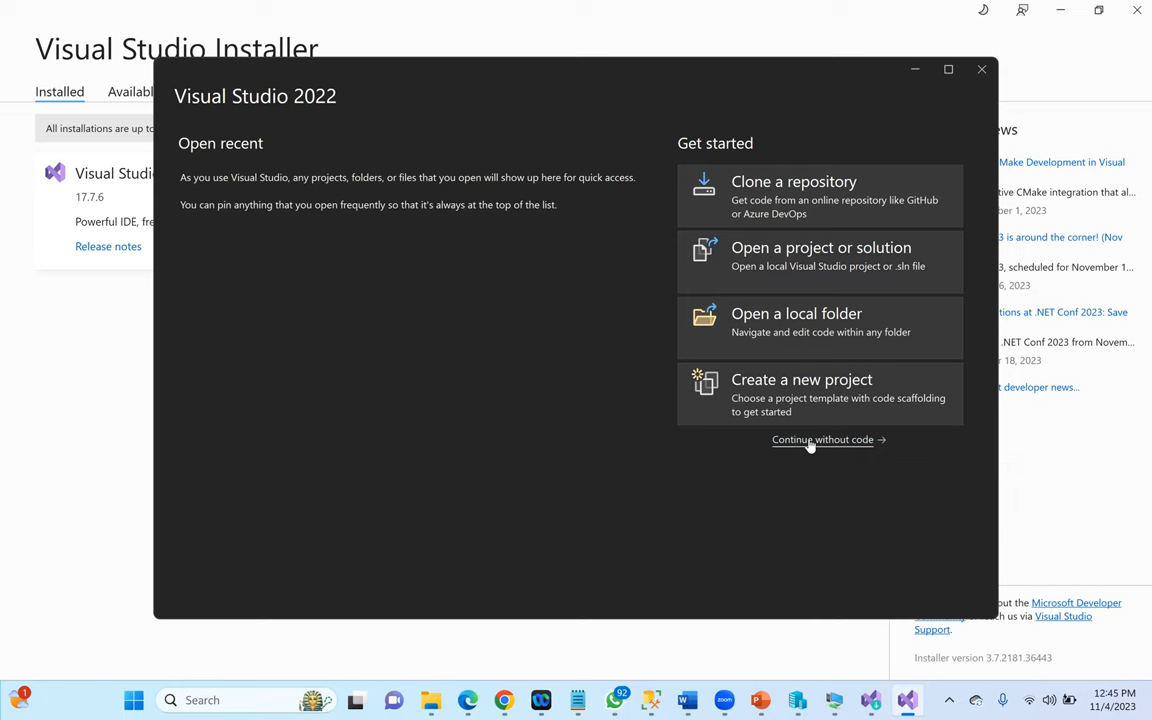 Visual Studio Installer
Installed
Availabl
All installations are up to
Visual Studi
17.7.6
Powerful IDE, fre
Release notes
Visual Studio 2022
Open recent
As you use Visual Studio, any projects, folders, or files that you open will show up here for quick access.
You can pin anything that you open frequently so that it's always at the top of the list.
Get started
Clone a repository
Get code from an online repository like GitHub
or Azure DevOps
Open a project or solution
Open a local Visual Studio project or .sln file
Open a local folder
Navigate and edit code within any folder
Create a new project
Choose a project template with code scaffolding
to get started
Continue without code →
ews
Make Development in Visual
tive CMake integration that al...
ber 1, 2023
3 is around the corner! (Nov
3, scheduled for November 1...
6, 2023
tions at .NET Conf 2023: Save
.NET Conf 2023 from Novem...
r 18, 2023
t developer news...
out the Microsoft Developer
us via Visual Studio
Support.
Installer version 3.7.2181.36443
1
Search
92
zoom
12:45 PM
11/4/2023